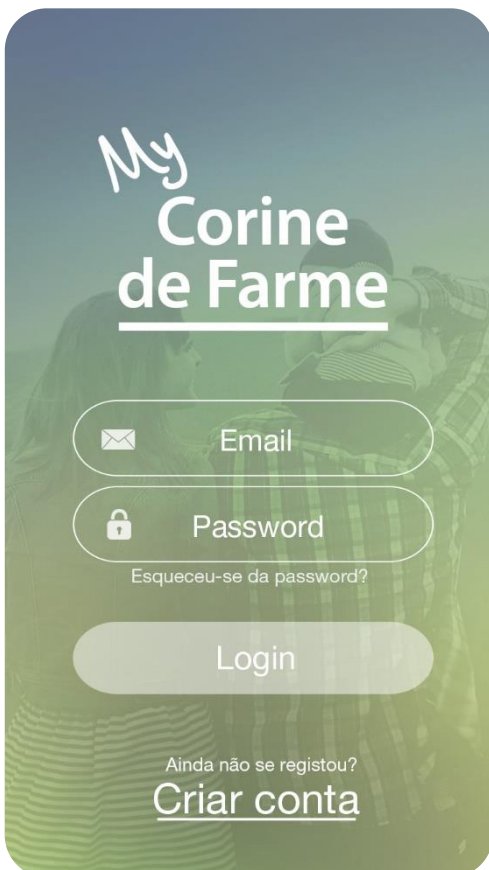 My
Corine
de Farme
Email
Password
Esqueceu-se da password?
Login
Ainda não se registou?
Criar conta